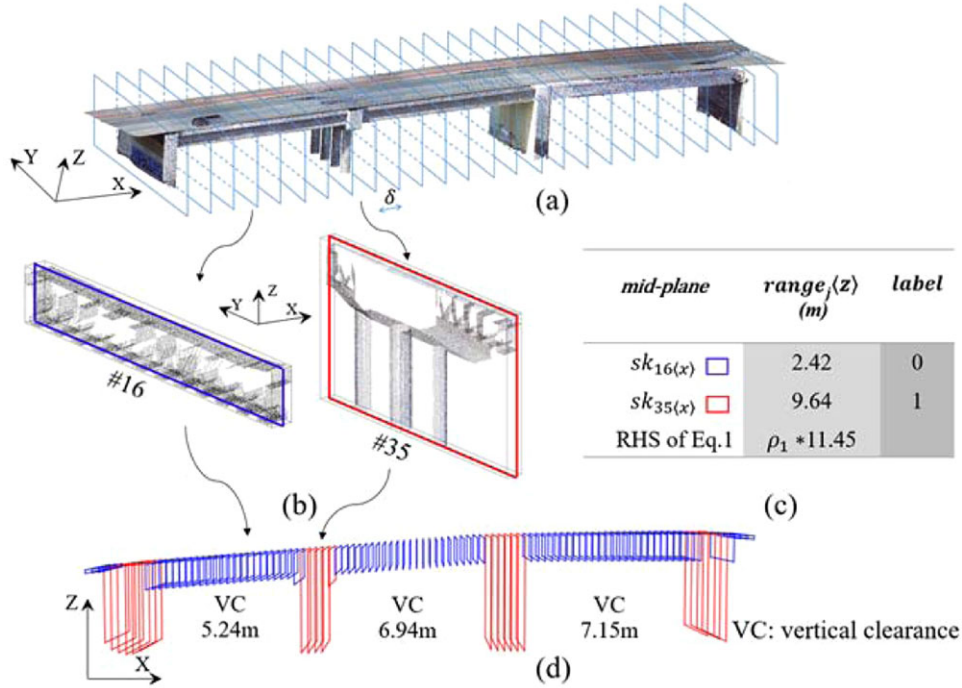 Y
Z
X
δ
(a)
Y
Z
X
#16
#35
(b)
mid-plane range_j⟨z⟩ (m) label
sk_16⟨x⟩ 2.42 0
sk_35⟨x⟩ 9.64 1
RHS of Eq.1 ρ_1 *11.45
(c)
Z
X
VC
5.24m
VC
6.94m
VC
7.15m
VC: vertical clearance
(d)